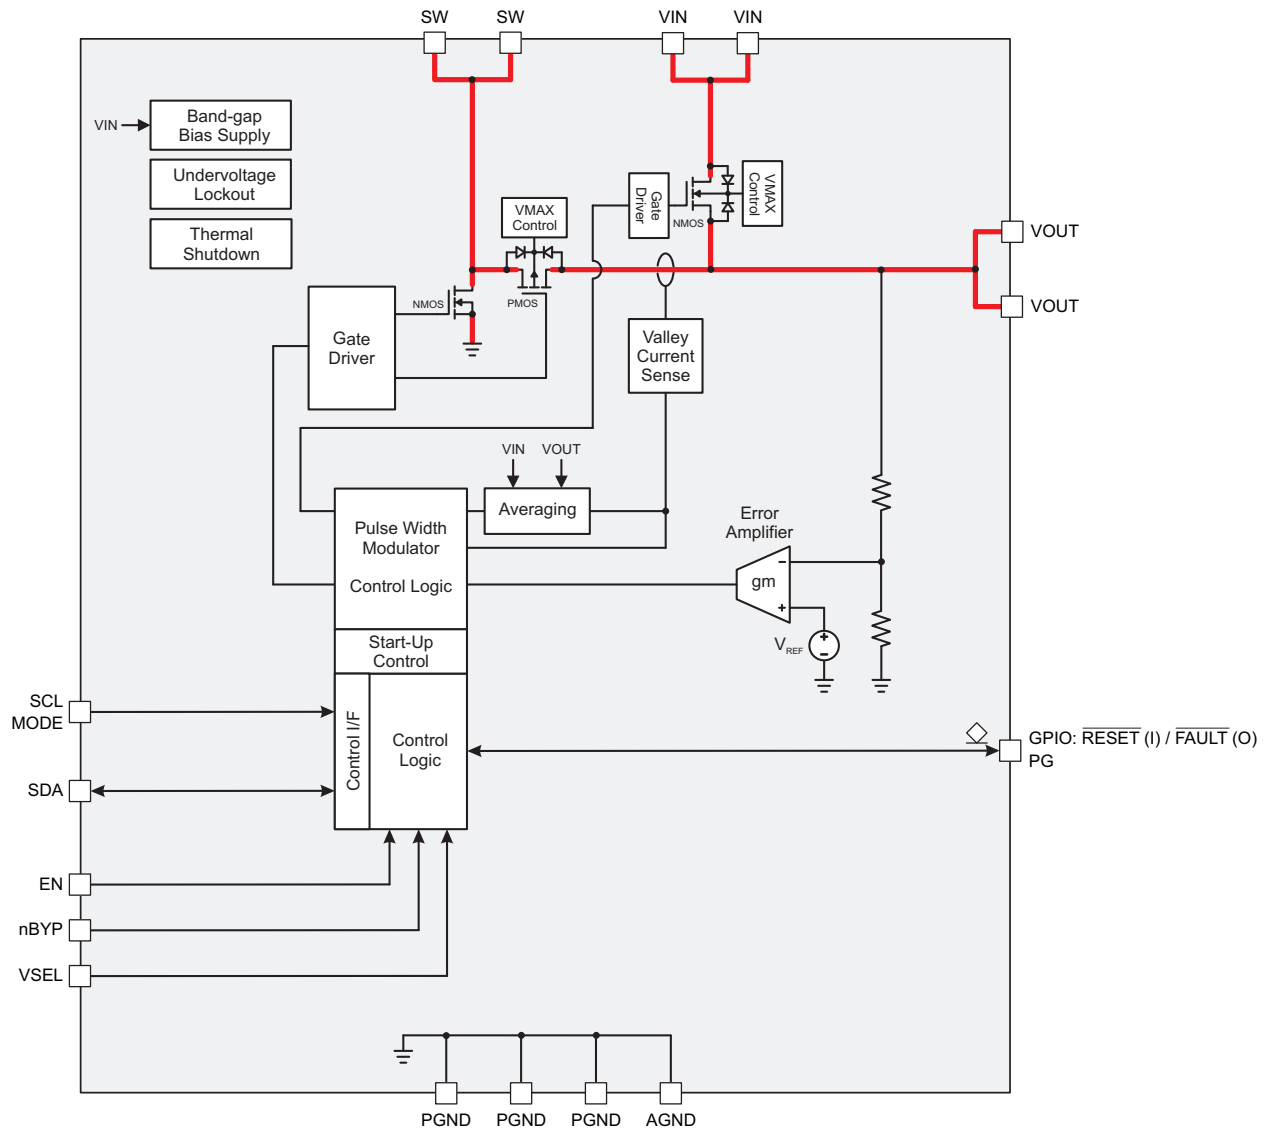 SW
SW
VIN
VIN
VIN
Band-gap
Bias Supply
Undervoltage
Lockout
Thermal
Shutdown
VMAX
Control
PMOS
Gate
Driver
NMOS
VMAX
Control
VOUT
VOUT
NMOS
Gate
Driver
Valley
Current
Sense
VIN
VOUT
Averaging
Pulse Width
Modulator
Control Logic
Error
Amplifier
gm
−
+
VREF
+
−
Start-Up
Control
Control I/F
Control
Logic
SCL
MODE
SDA
EN
nBYP
VSEL
GPIO: RESET (I) / FAULT (O)
PG
PGND
PGND
PGND
AGND